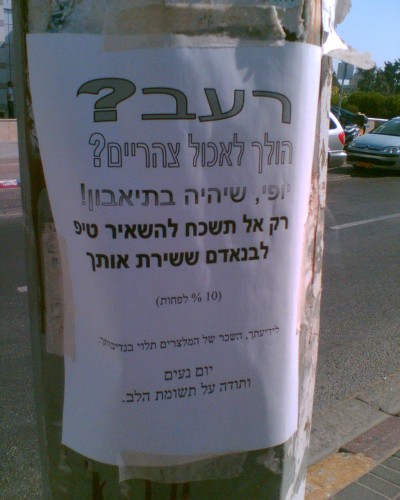 רעב?
הולך לאכול צהריים?
יופי, שיהיה בתיאבון!
רק אל תשכח להשאיר טיפ
לבנאדם ששירת אותך
(10 % לפחות)
לידיעתך, השכר של המלצרים תלוי בנדיבותך.
יום נעים
ותודה על תשומת הלב.